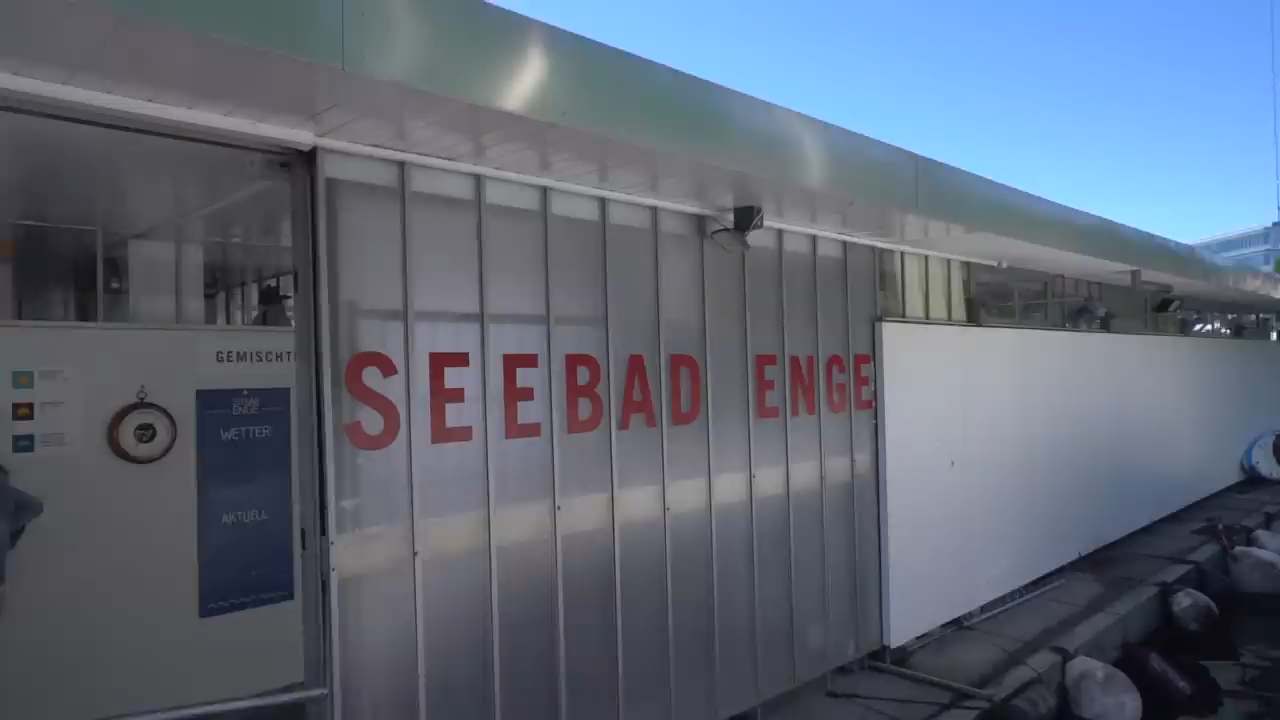 GEMISCHT
SEEBAD
ENGE
WETTER
AKTUELL
SEEBAD ENGE